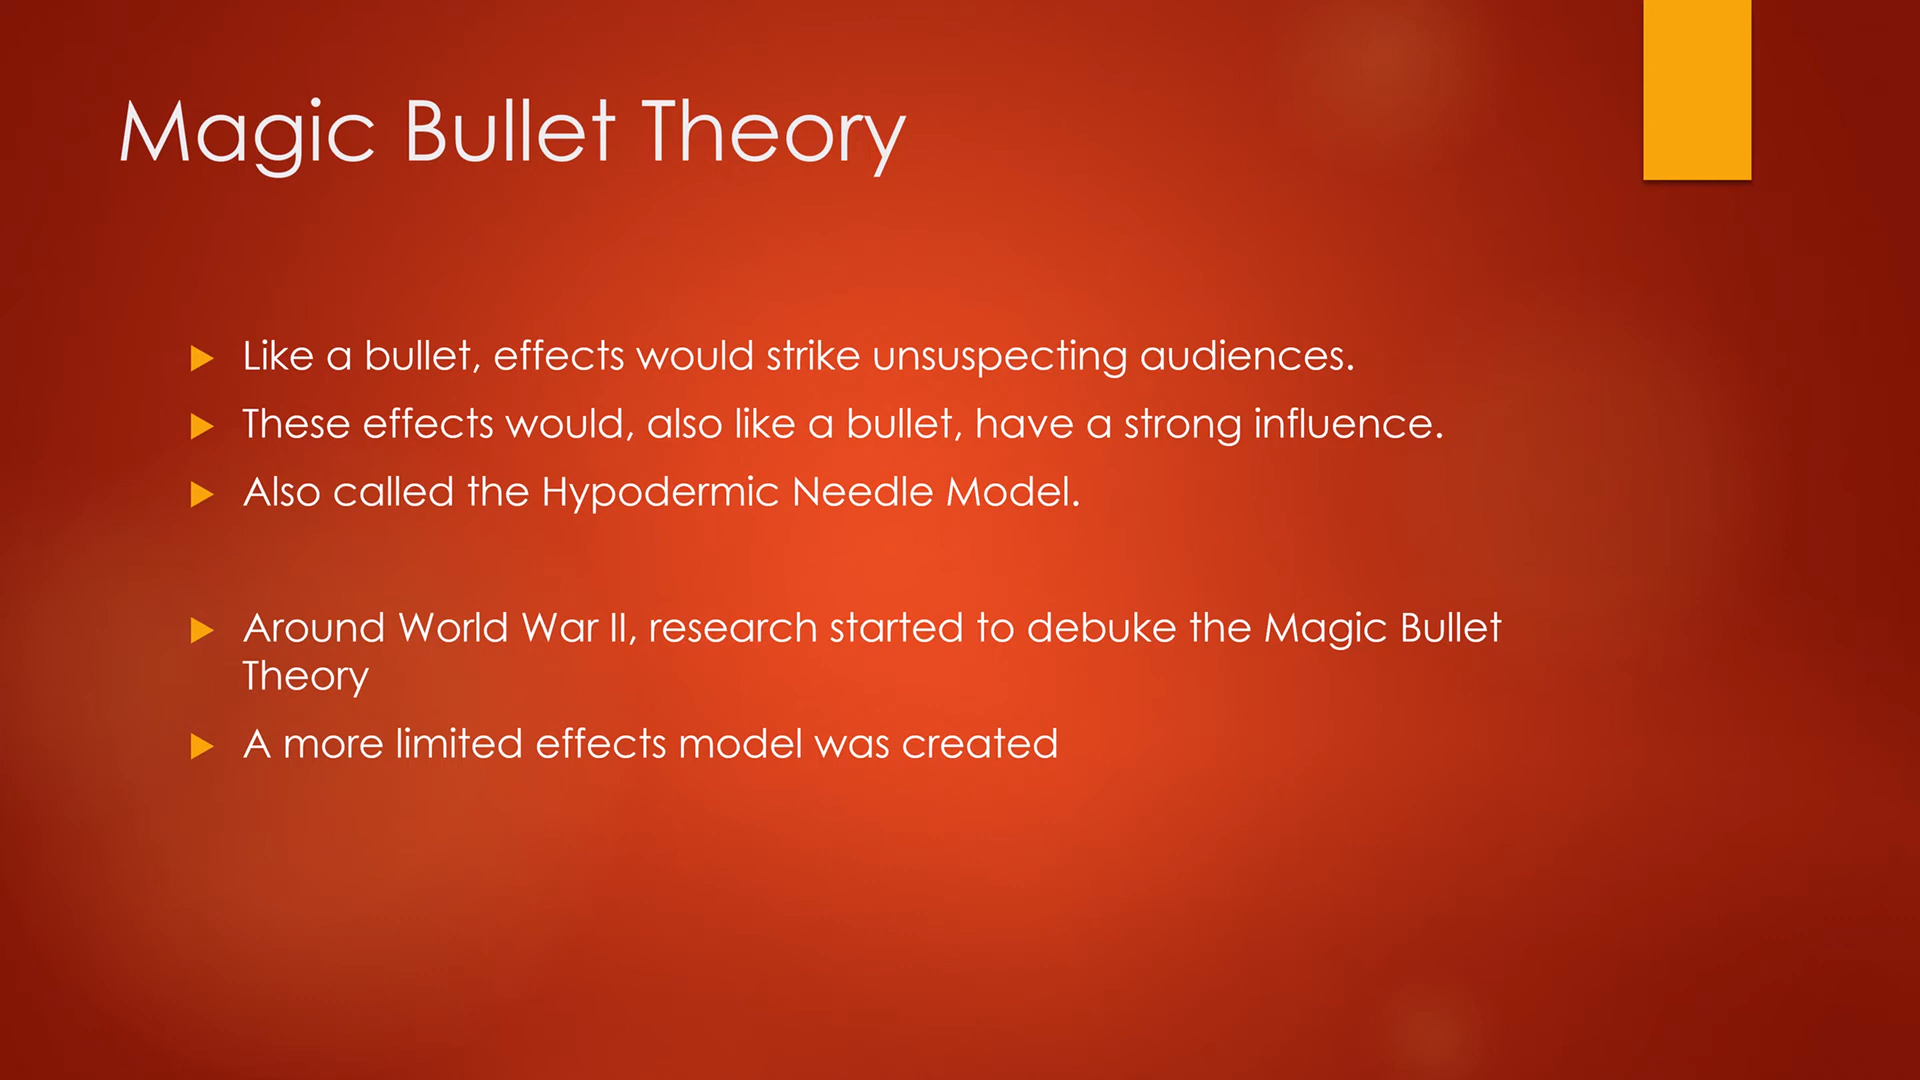 Magic Bullet Theory
Like a bullet, effects would strike unsuspecting audiences.
These effects would, also like a bullet, have a strong influence.
Also called the Hypodermic Needle Model.
Around World War II, research started to debuke the Magic Bullet
Theory
A more limited effects model was created